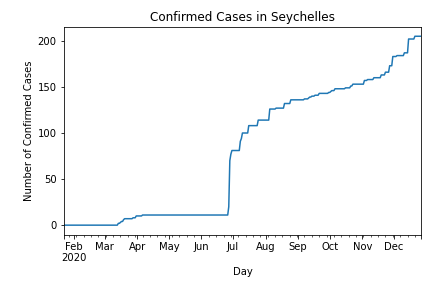 Confirmed Cases in Seychelles
200
150
100
50
0
Number of Confirmed Cases
Feb Mar Apr May Jun Jul Aug Sep Oct Nov Dec
2020
Day